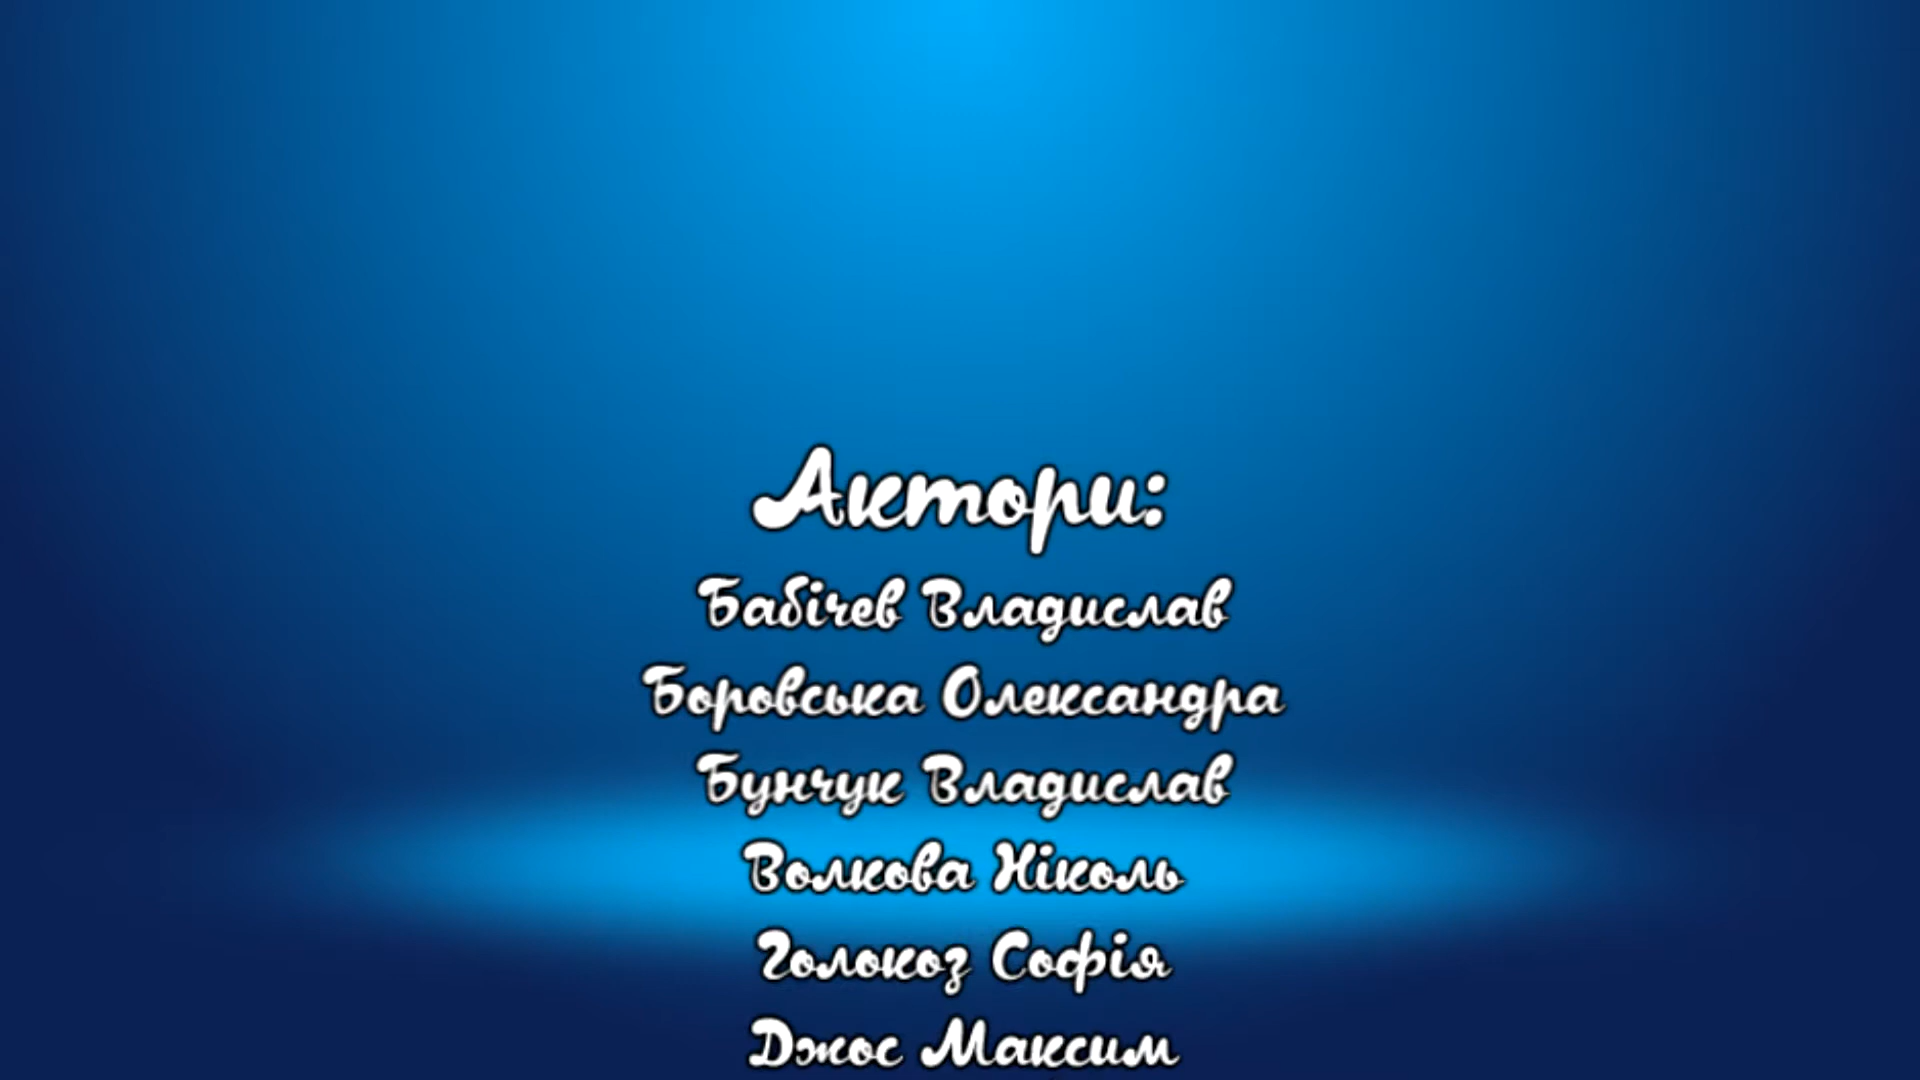 Актори:
Бабічев Владислав
Боровська Олександра
Бунчук Владислав
Волкова Ніколь
Голокоз Софія
Джос Максим